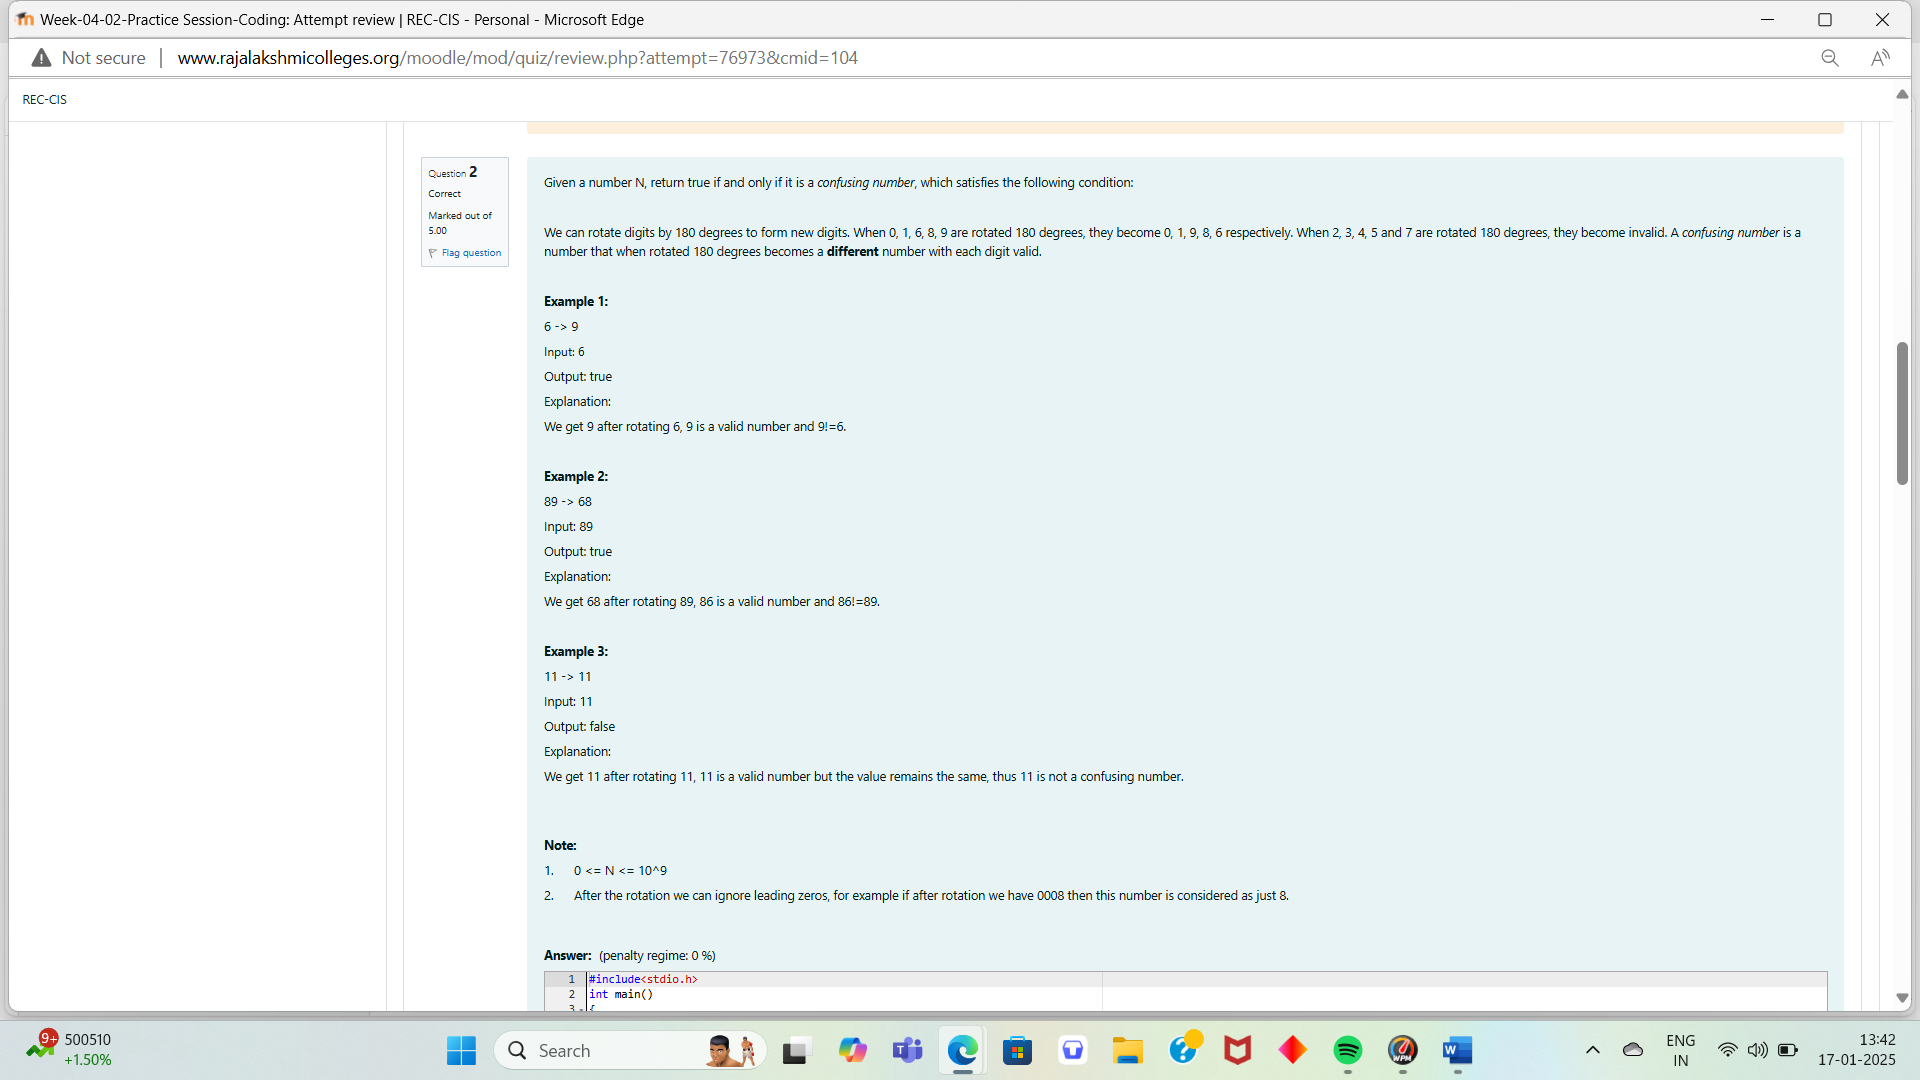 Week-04-02-Practice Session-Coding: Attempt review | REC-CIS - Personal - Microsoft Edge
Not secure | www.rajalakshmicolleges.org/moodle/mod/quiz/review.php?attempt=76973&cmid=104
REC-CIS
Question 2
Correct
Marked out of
5.00
Flag question
Given a number N, return true if and only if it is a confusing number, which satisfies the following condition:
We can rotate digits by 180 degrees to form new digits. When 0, 1, 6, 8, 9 are rotated 180 degrees, they become 0, 1, 9, 8, 6 respectively. When 2, 3, 4, 5 and 7 are rotated 180 degrees, they become invalid. A confusing number is a
number that when rotated 180 degrees becomes a different number with each digit valid.
Example 1:
6 -> 9
Input: 6
Output: true
Explanation:
We get 9 after rotating 6, 9 is a valid number and 9!=6.
Example 2:
89 -> 68
Input: 89
Output: true
Explanation:
We get 68 after rotating 89, 86 is a valid number and 86!=89.
Example 3:
11 -> 11
Input: 11
Output: false
Explanation:
We get 11 after rotating 11, 11 is a valid number but the value remains the same, thus 11 is not a confusing number.
Note:
1. 0 <= N <= 10^9
2. After the rotation we can ignore leading zeros, for example if after rotation we have 0008 then this number is considered as just 8.
Answer: (penalty regime: 0 %)
1 #include<stdio.h>
2 int main()
3 {
9+
500510
+1.50%
Search
WPM
ENG
IN
13:42
17-01-2025